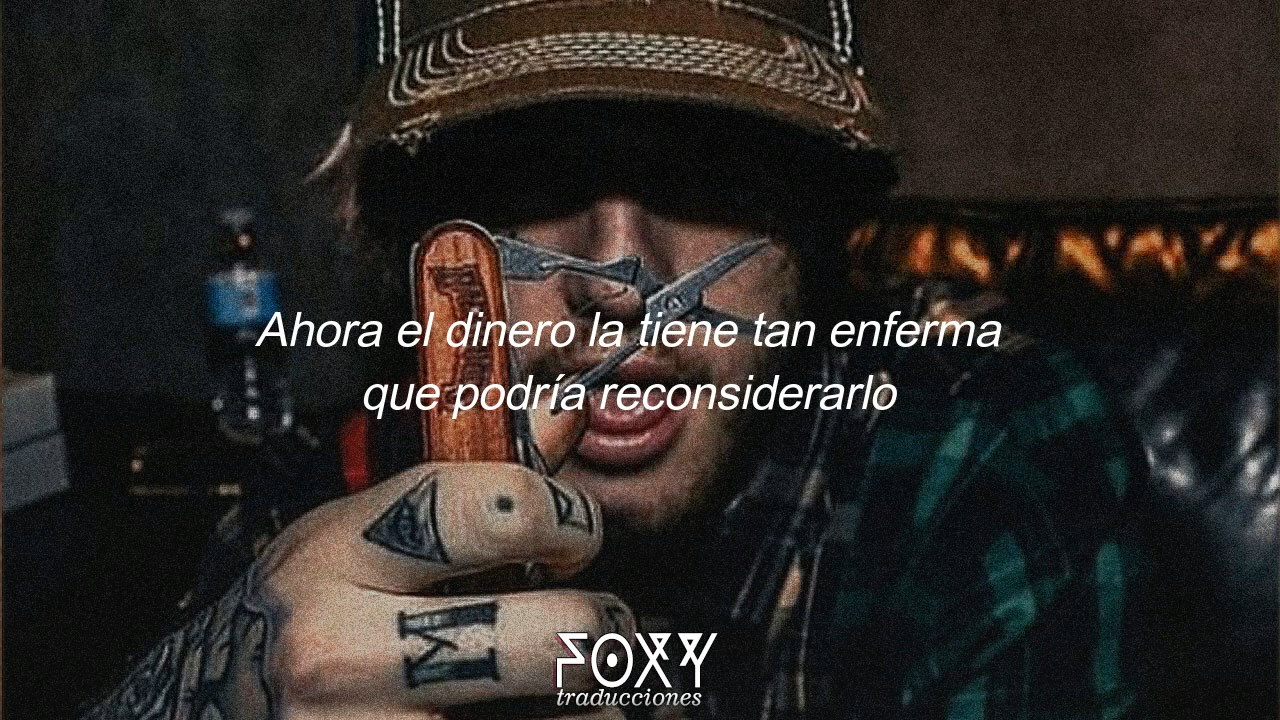 Ahora el dinero la tiene tan enferma
que podría reconsiderarlo
M
FOXY
traducciones